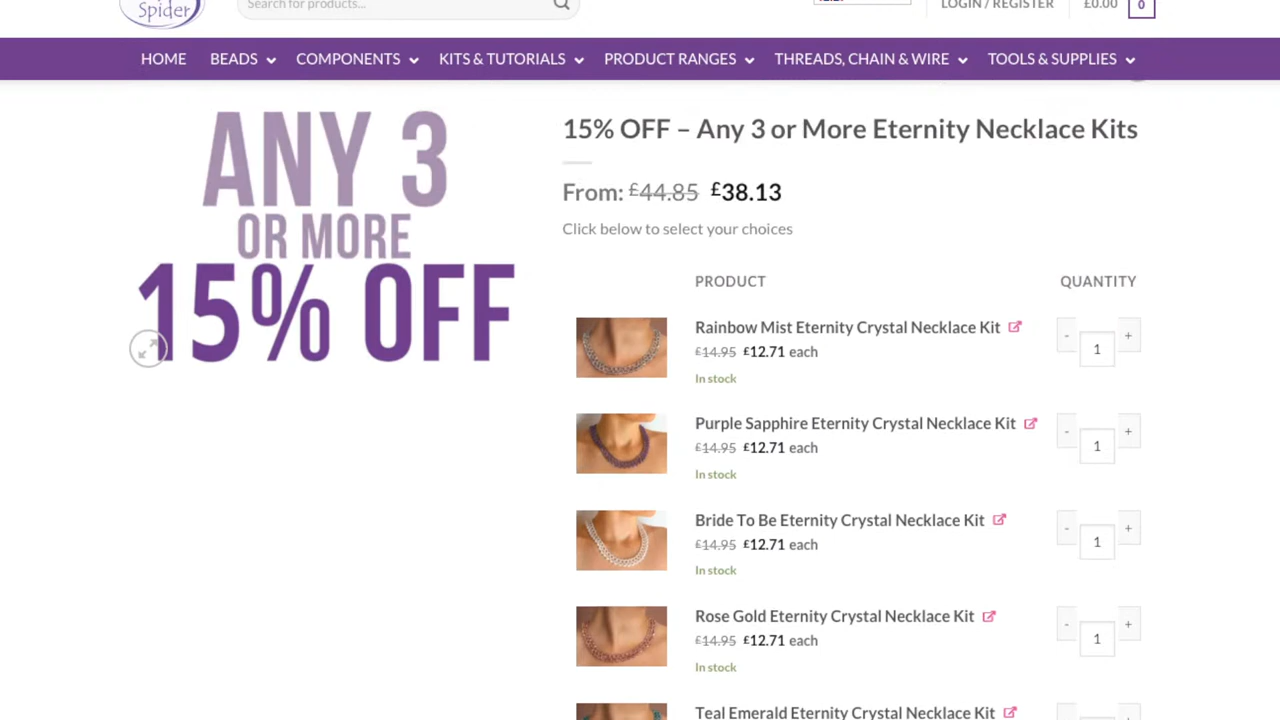 Spider
Search for products...
LOGIN / REGISTER
£0.00
0
HOME
BEADS
COMPONENTS
KITS & TUTORIALS
PRODUCT RANGES
THREADS, CHAIN & WIRE
TOOLS & SUPPLIES
ANY 3
OR MORE
15% OFF
15% OFF – Any 3 or More Eternity Necklace Kits
From: £44.85 £38.13
Click below to select your choices
PRODUCT
QUANTITY
Rainbow Mist Eternity Crystal Necklace Kit
£14.95 £12.71 each
In stock
- 1 +
Purple Sapphire Eternity Crystal Necklace Kit
£14.95 £12.71 each
In stock
- 1 +
Bride To Be Eternity Crystal Necklace Kit
£14.95 £12.71 each
In stock
- 1 +
Rose Gold Eternity Crystal Necklace Kit
£14.95 £12.71 each
In stock
- 1 +
Teal Emerald Eternity Crystal Necklace Kit